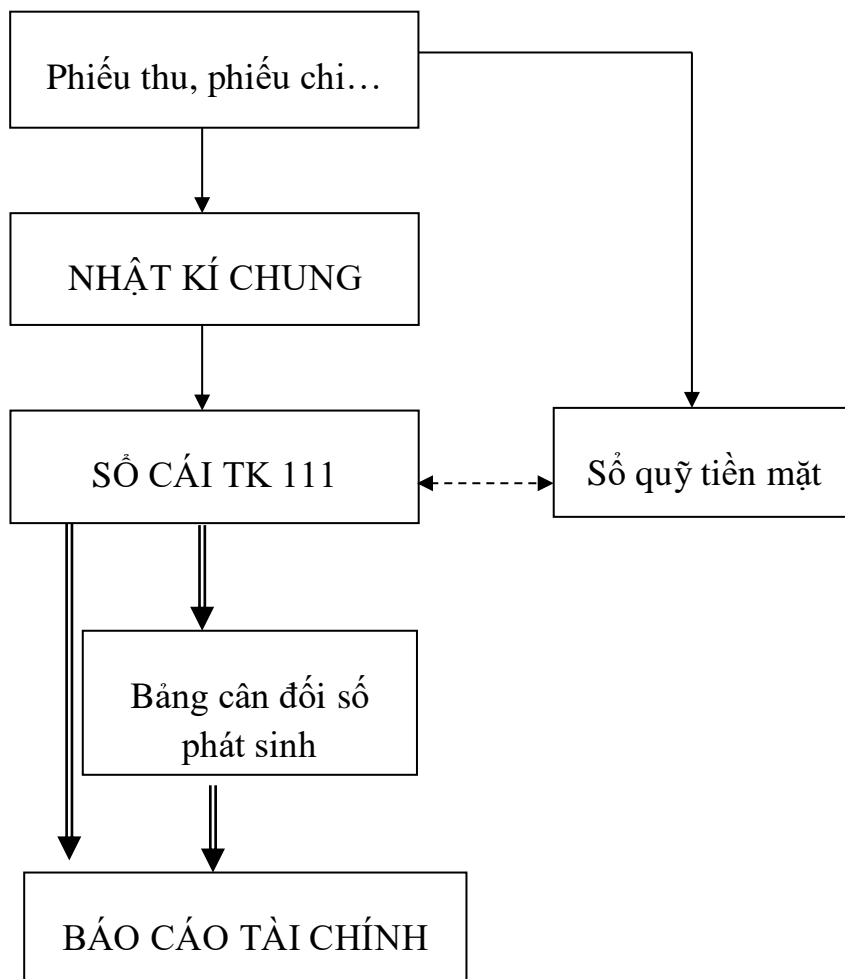 Phiếu thu, phiếu chi…
NHẬT KÍ CHUNG
SỔ CÁI TK 111
Sổ quỹ tiền mặt
Bảng cân đối số
phát sinh
BÁO CÁO TÀI CHÍNH